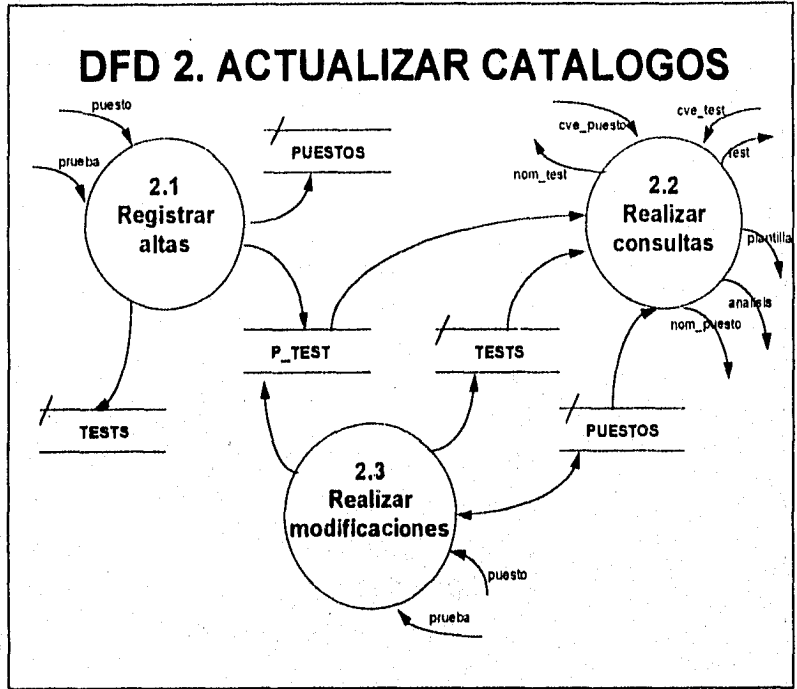 DFD 2. ACTUALIZAR CATALOGOS
puesto
prueba
2.1
Registrar
altas
PUESTOS
cve_puesto
cve_test
test
nom_test
2.2
Realizar
consultas
plantilla
analisis
nom_puesto
P_TEST
TESTS
TESTS
PUESTOS
2.3
Realizar
modificaciones
puesto
prueba